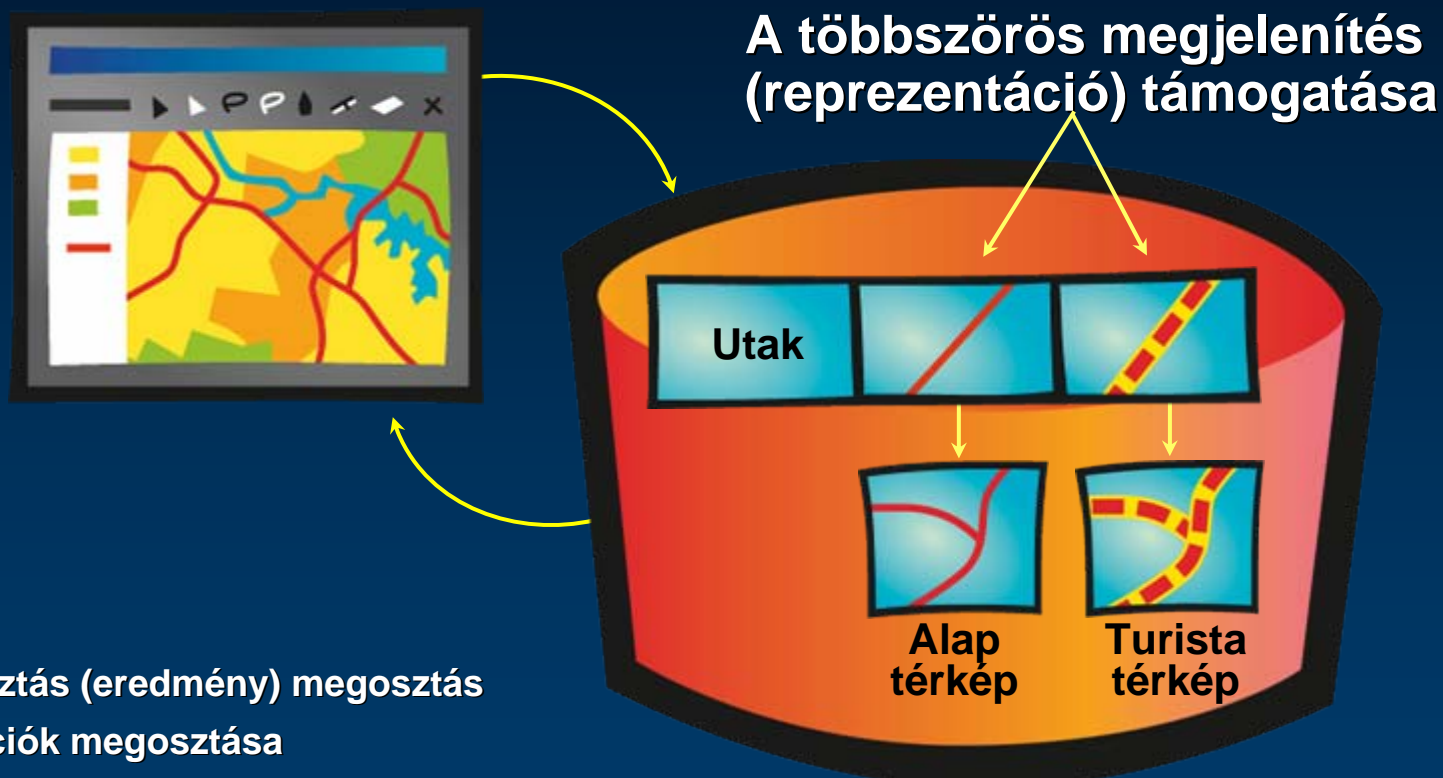 A többszörös megjelenítés
(reprezentáció) támogatása
Utak
Alap
térkép
Turista
térkép
ztás (eredmény) megosztás
ciók megosztása